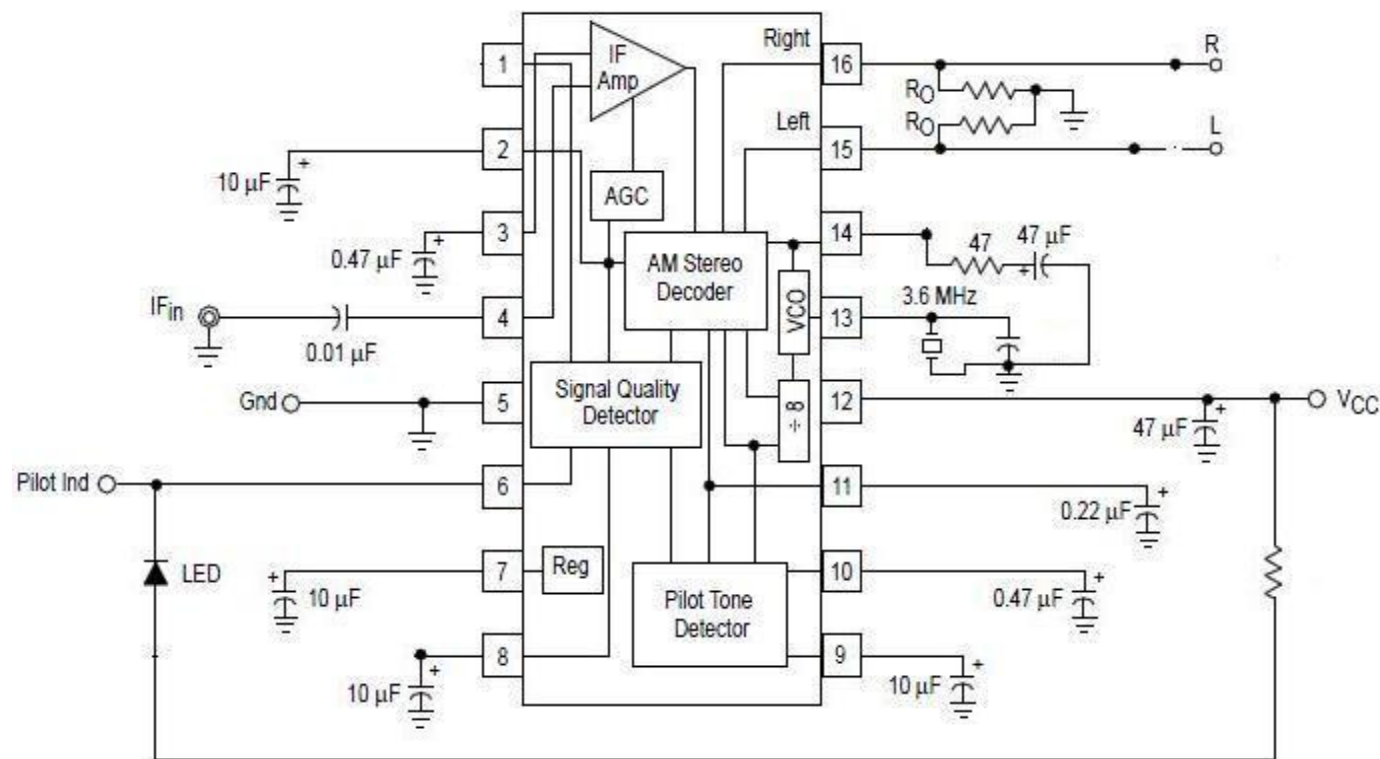 1
IF
Amp
Right
16
R
RO
RO
Left
15
L
2
+
10 µF
AGC
3
+
0.47 µF
14
47
47 µF
+
AM Stereo
Decoder
3.6 MHz
VCO
13
IFin
4
0.01 µF
Signal Quality
Detector
÷ 8
12
VCC
Gnd
5
47 µF
+
Pilot Ind
6
11
+
0.22 µF
LED
7
Reg
+
10 µF
Pilot Tone
Detector
10
+
0.47 µF
8
+
10 µF
9
+
10 µF